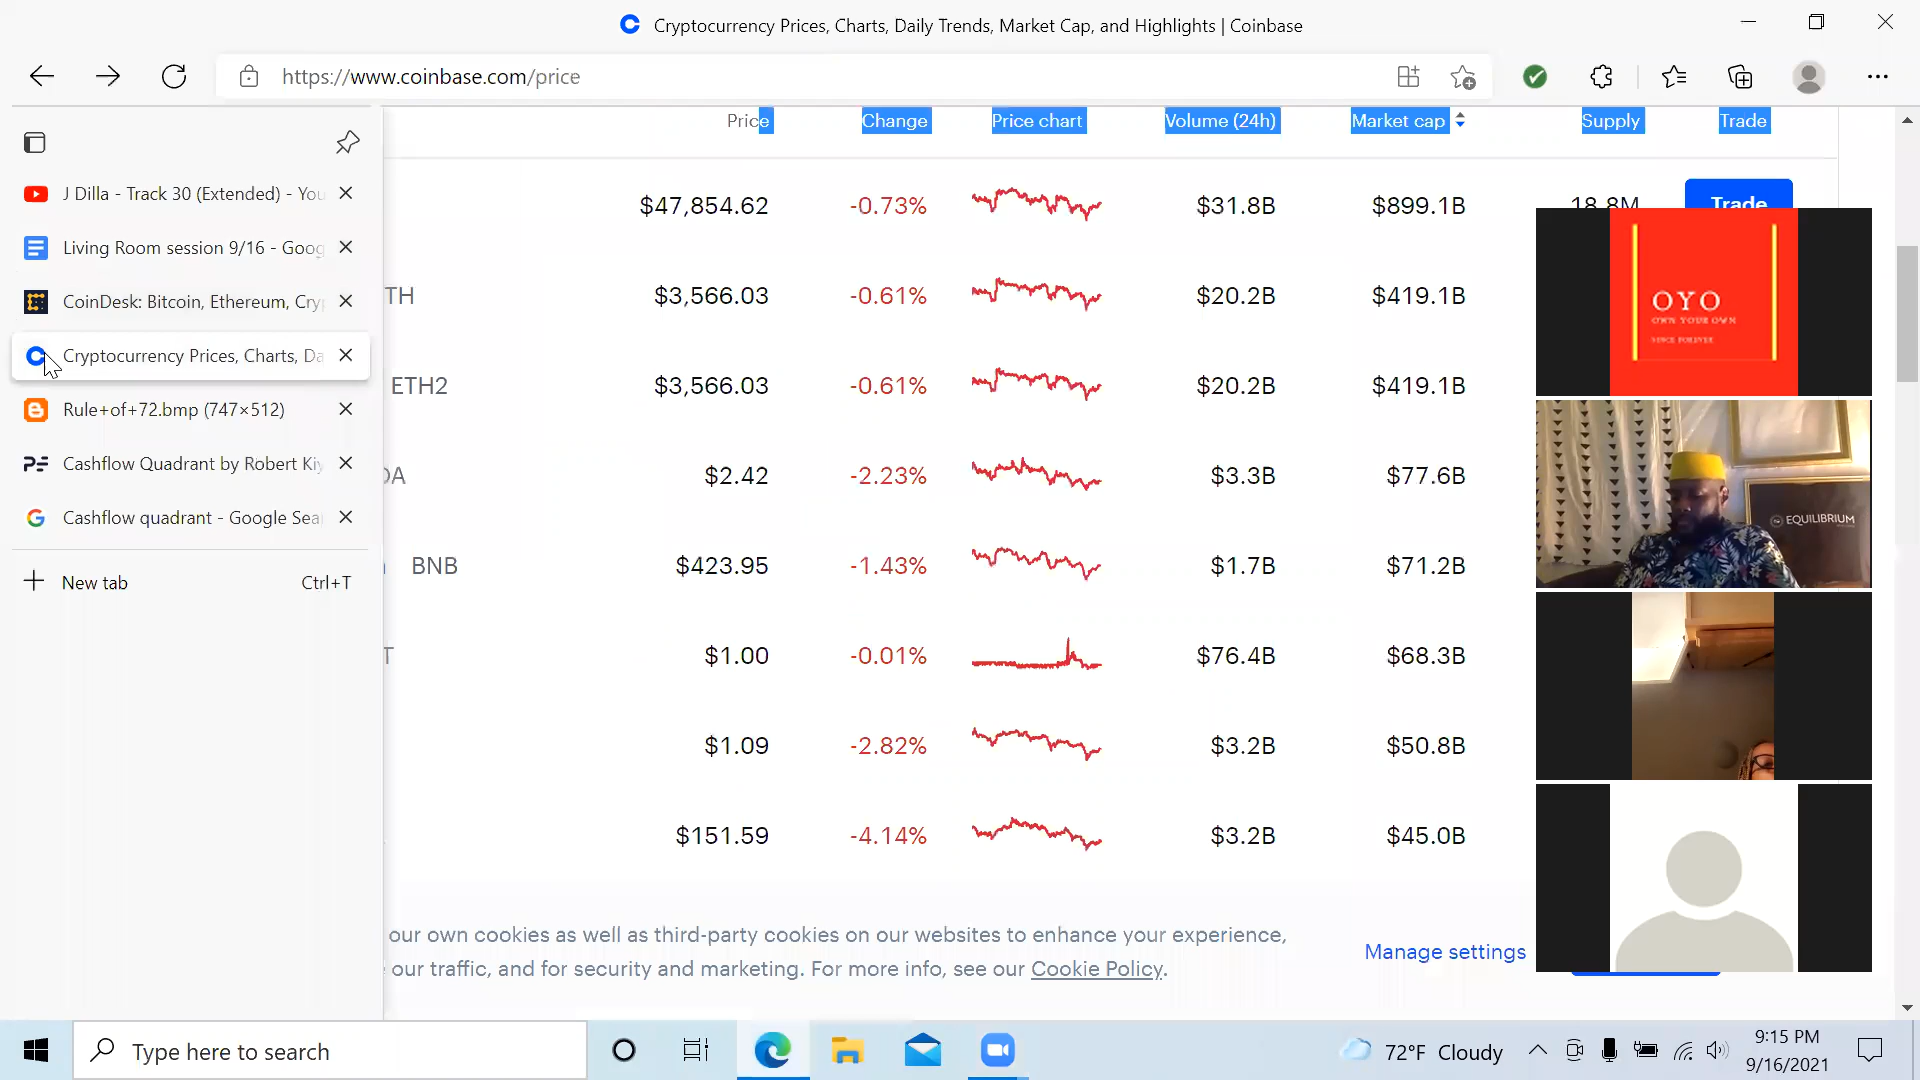 Cryptocurrency Prices, Charts, Daily Trends, Market Cap, and Highlights | Coinbase
https://www.coinbase.com/price
Price Change Price chart Volume (24h) Market cap Supply Trade
J Dilla - Track 30 (Extended) - You
$47,854.62 -0.73% $31.8B $899.1B 18.8M Trade
Living Room session 9/16 - Goog
CoinDesk: Bitcoin, Ethereum, Cry
TH $3,566.03 -0.61% $20.2B $419.1B
OYO
OWN YOUR OWN
SINCE FOREVER
Cryptocurrency Prices, Charts, Da
ETH2 $3,566.03 -0.61% $20.2B $419.1B
Rule+of+72.bmp (747×512)
Cashflow Quadrant by Robert Kiy
DA $2.42 -2.23% $3.3B $77.6B
Cashflow quadrant - Google Sea
EQUILIBRIUM
New tab Ctrl+T
BNB $423.95 -1.43% $1.7B $71.2B
T $1.00 -0.01% $76.4B $68.3B
$1.09 -2.82% $3.2B $50.8B
$151.59 -4.14% $3.2B $45.0B
our own cookies as well as third-party cookies on our websites to enhance your experience,
our traffic, and for security and marketing. For more info, see our Cookie Policy.
Manage settings
Type here to search
72°F Cloudy
9:15 PM
9/16/2021